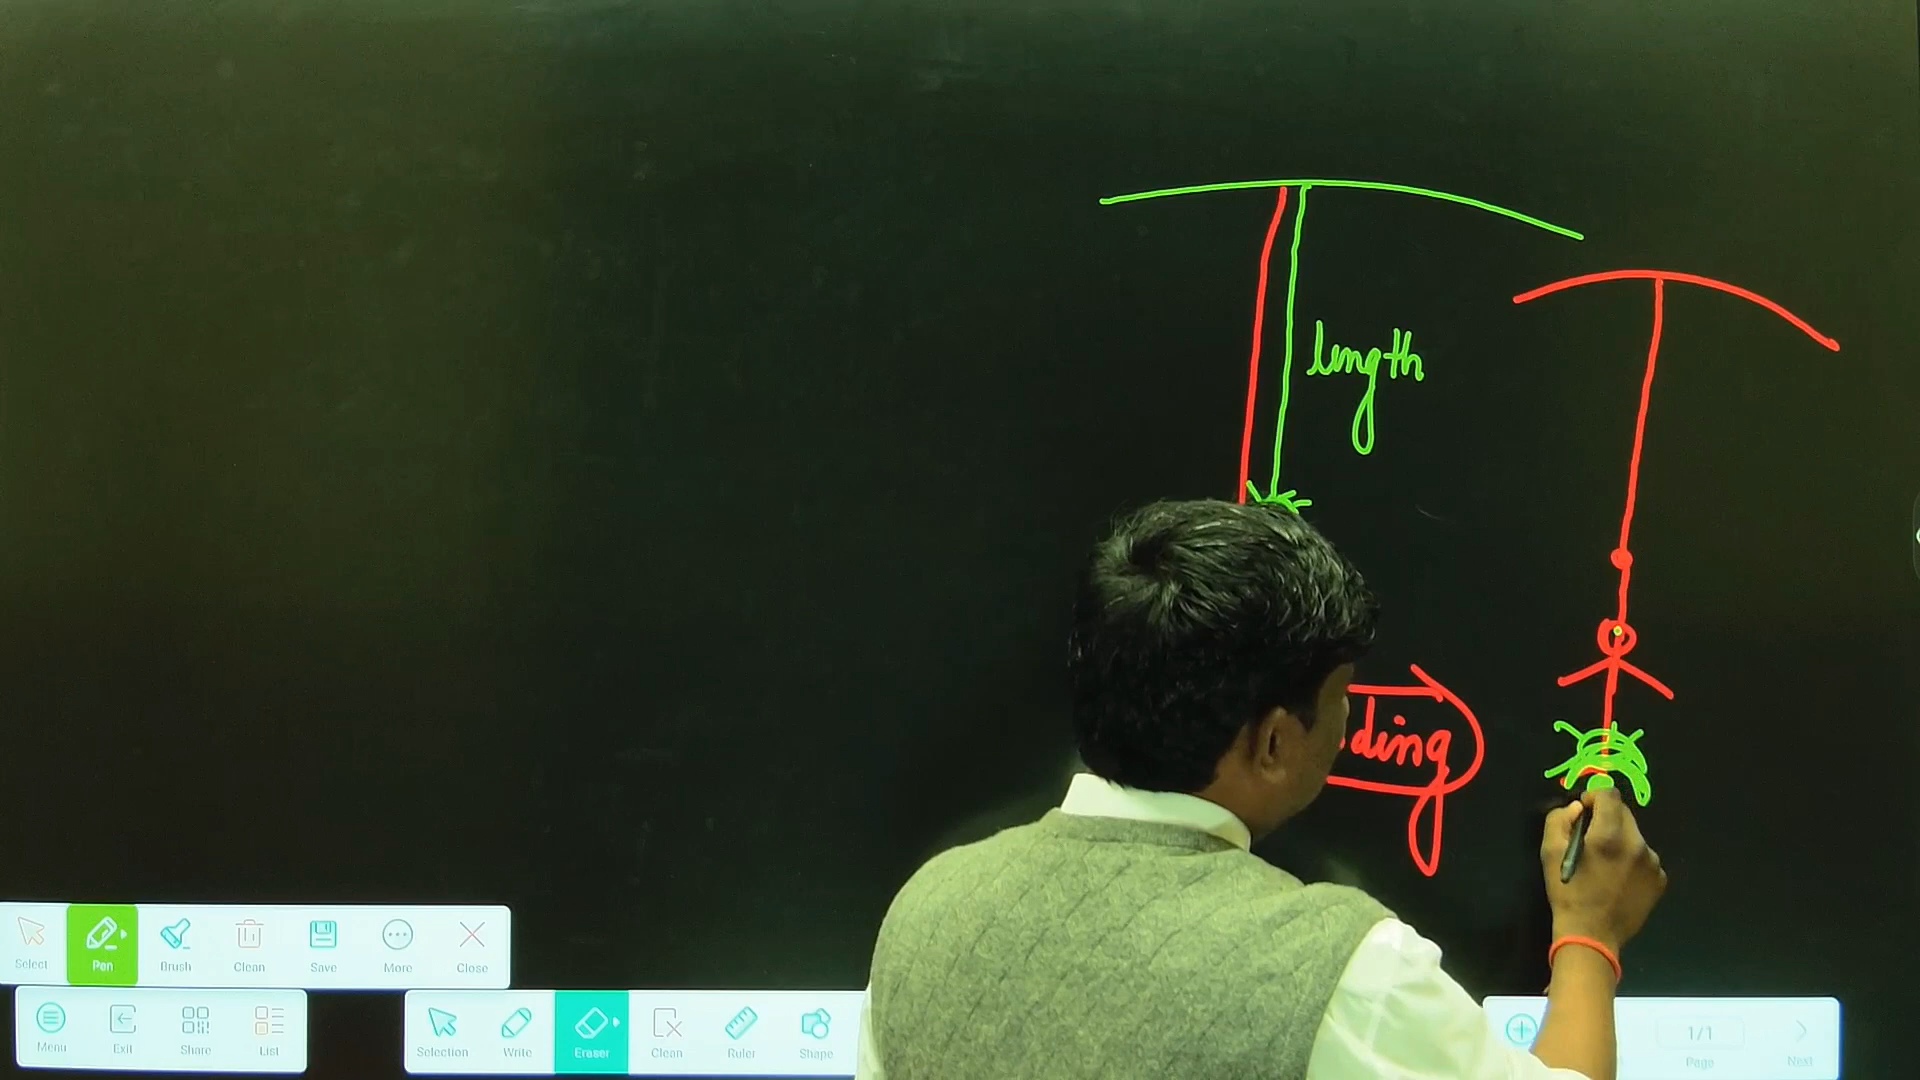 length
ding
Select Pen Brush Clean Save More Close
Menu Exit Share List
Selection Write Eraser Clean Ruler Shape
1/1
Page Next